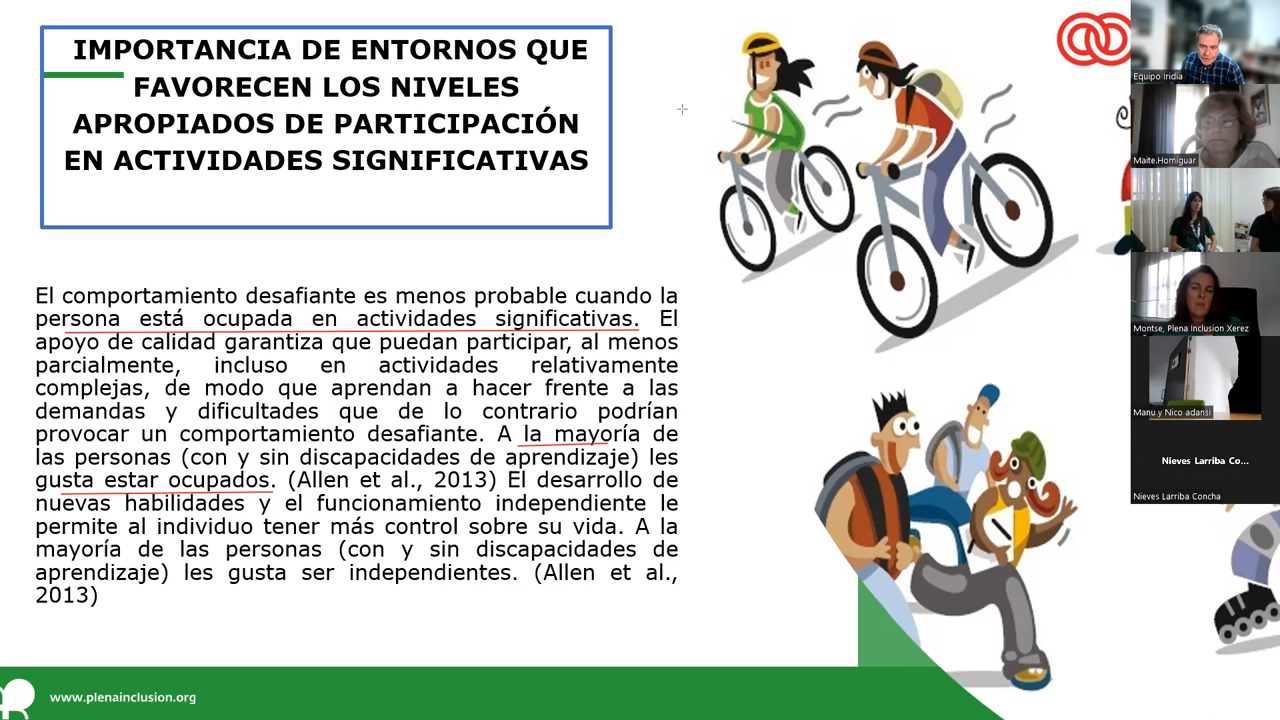 IMPORTANCIA DE ENTORNOS QUE
FAVORECEN LOS NIVELES
APROPIADOS DE PARTICIPACIÓN
EN ACTIVIDADES SIGNIFICATIVAS
El comportamiento desafiante es menos probable cuando la
persona está ocupada en actividades significativas. El
apoyo de calidad garantiza que puedan participar, al menos
parcialmente, incluso en actividades relativamente
complejas, de modo que aprendan a hacer frente a las
demandas y dificultades que de lo contrario podrían
provocar un comportamiento desafiante. A la mayoría de
las personas (con y sin discapacidades de aprendizaje) les
gusta estar ocupados. (Allen et al., 2013) El desarrollo de
nuevas habilidades y el funcionamiento independiente le
permite al individuo tener más control sobre su vida. A la
mayoría de las personas (con y sin discapacidades de
aprendizaje) les gusta ser independientes. (Allen et al.,
2013)
www.plenainclusion.org
Equipo Iridia
Maite.Homiguar
Montse, Plena Inclusion Xerez
Manu y Nico adansi
Nieves Larriba Co...
Nieves Larriba Concha